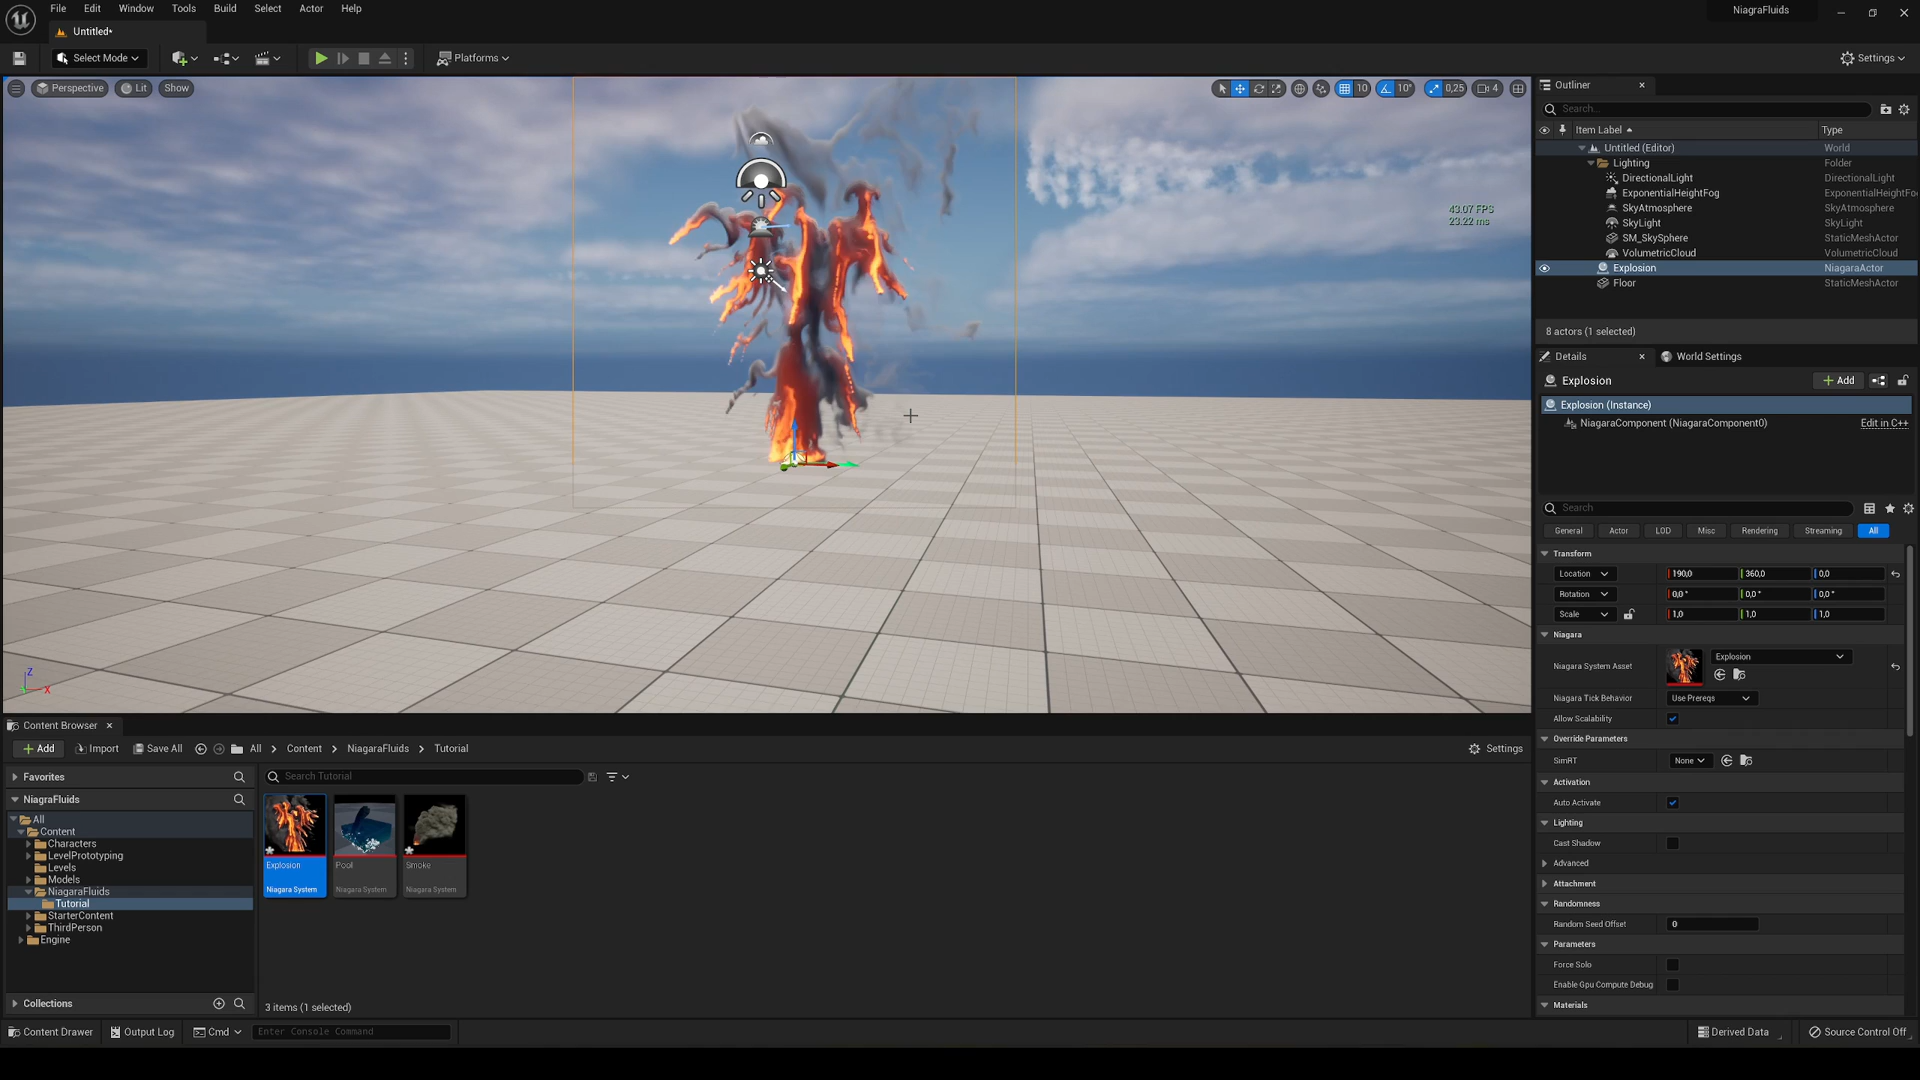 File Edit Window Tools Build Select Actor Help
NiagraFluids
Untitled*
Select Mode
Platforms
Settings
Perspective Lit Show
10 10° 0,25 4
43.07 FPS
23.22 ms
Z
X
Outliner
Search...
Item Label Type
Untitled (Editor) World
Lighting Folder
DirectionalLight DirectionalLight
ExponentialHeightFog ExponentialHeightFo
SkyAtmosphere SkyAtmosphere
SkyLight SkyLight
SM_SkySphere StaticMeshActor
VolumetricCloud VolumetricCloud
Explosion NiagaraActor
Floor StaticMeshActor
8 actors (1 selected)
Details World Settings
Explosion
Add
Explosion (Instance)
NiagaraComponent (NiagaraComponent0) Edit in C++
Search
General Actor LOD Misc Rendering Streaming All
Transform
Location 190,0 360,0 0,0
Rotation 0,0 ° 0,0 ° 0,0 °
Scale 1,0 1,0 1,0
Niagara
Niagara System Asset Explosion
Niagara Tick Behavior Use Prereqs
Allow Scalability
Override Parameters
SimRT None
Activation
Auto Activate
Lighting
Cast Shadow
Advanced
Attachment
Randomness
Random Seed Offset 0
Parameters
Force Solo
Enable Gpu Compute Debug
Materials
Content Browser
Add Import Save All All Content NiagaraFluids Tutorial Settings
Favorites
NiagraFluids
All
Content
Characters
LevelPrototyping
Levels
Models
NiagaraFluids
Tutorial
StarterContent
ThirdPerson
Engine
Collections
Search Tutorial
Explosion Pool Smoke
Niagara System Niagara System Niagara System
3 items (1 selected)
Content Drawer Output Log Cmd Enter Console Command Derived Data Source Control Off